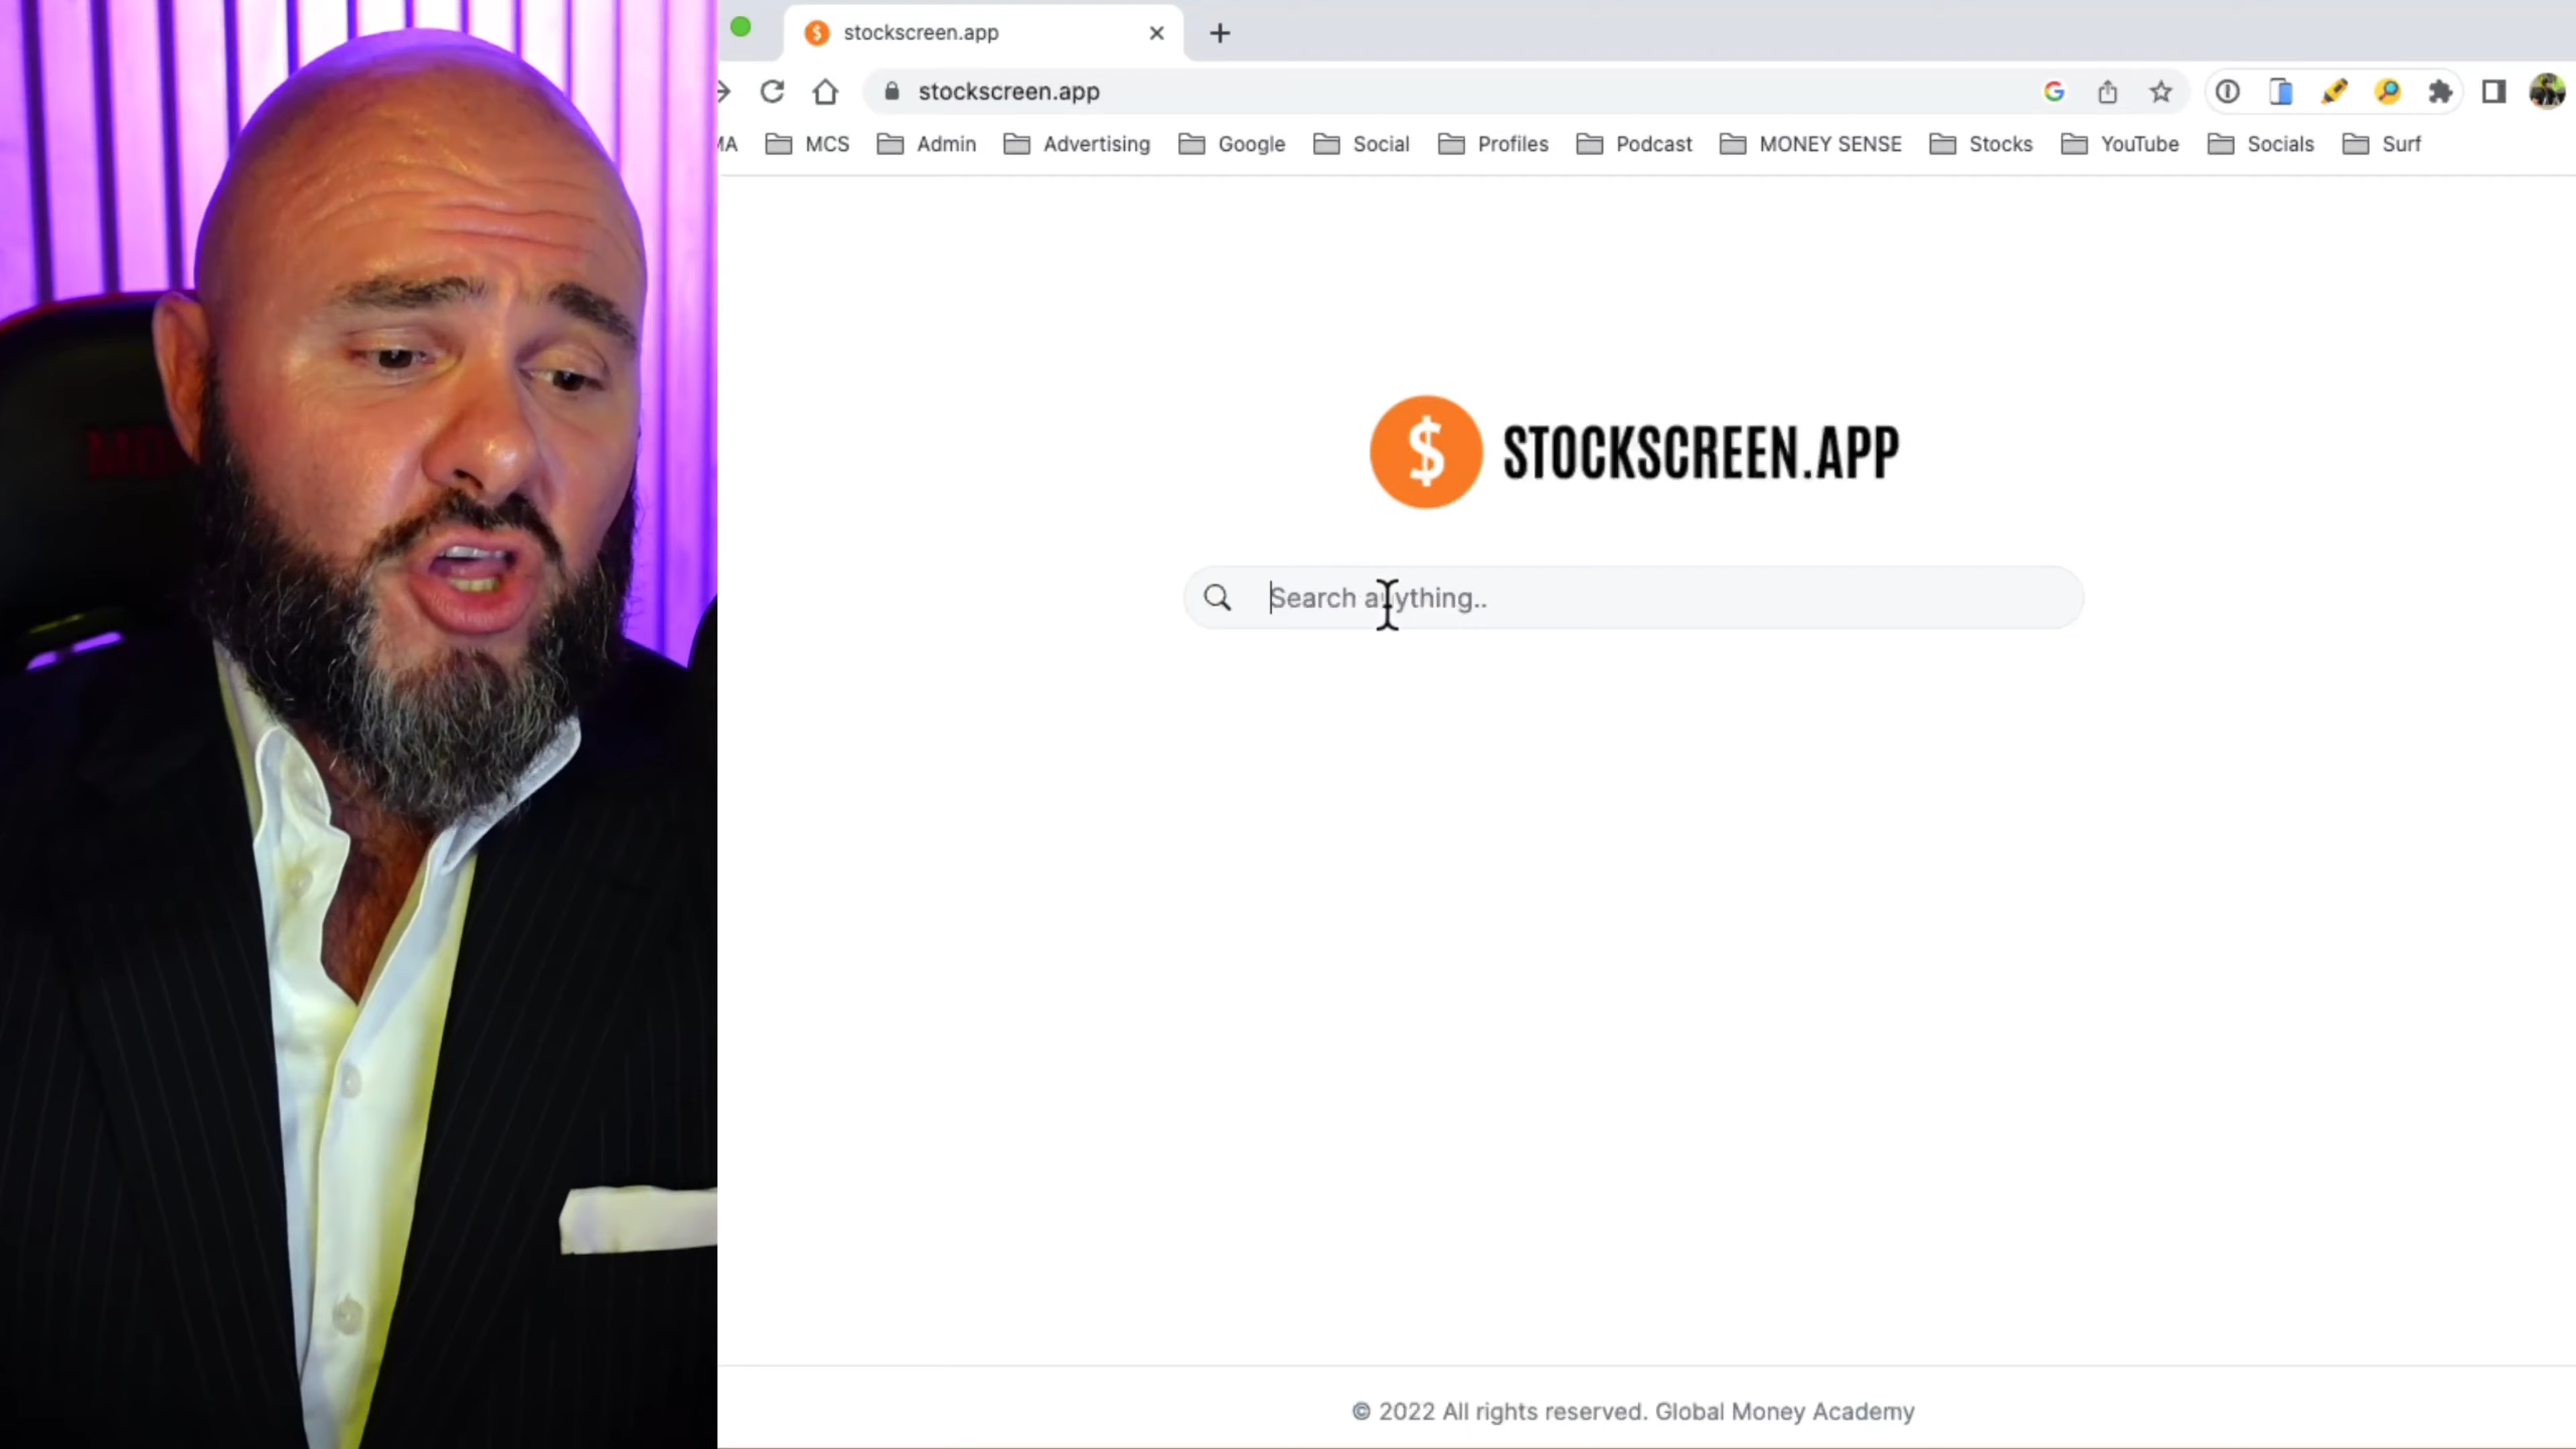 stockscreen.app
stockscreen.app
MCS Admin Advertising Google Social Profiles Podcast MONEY SENSE Stocks YouTube Socials Surf
$ STOCKSCREEN.APP
Search anything..
© 2022 All rights reserved. Global Money Academy